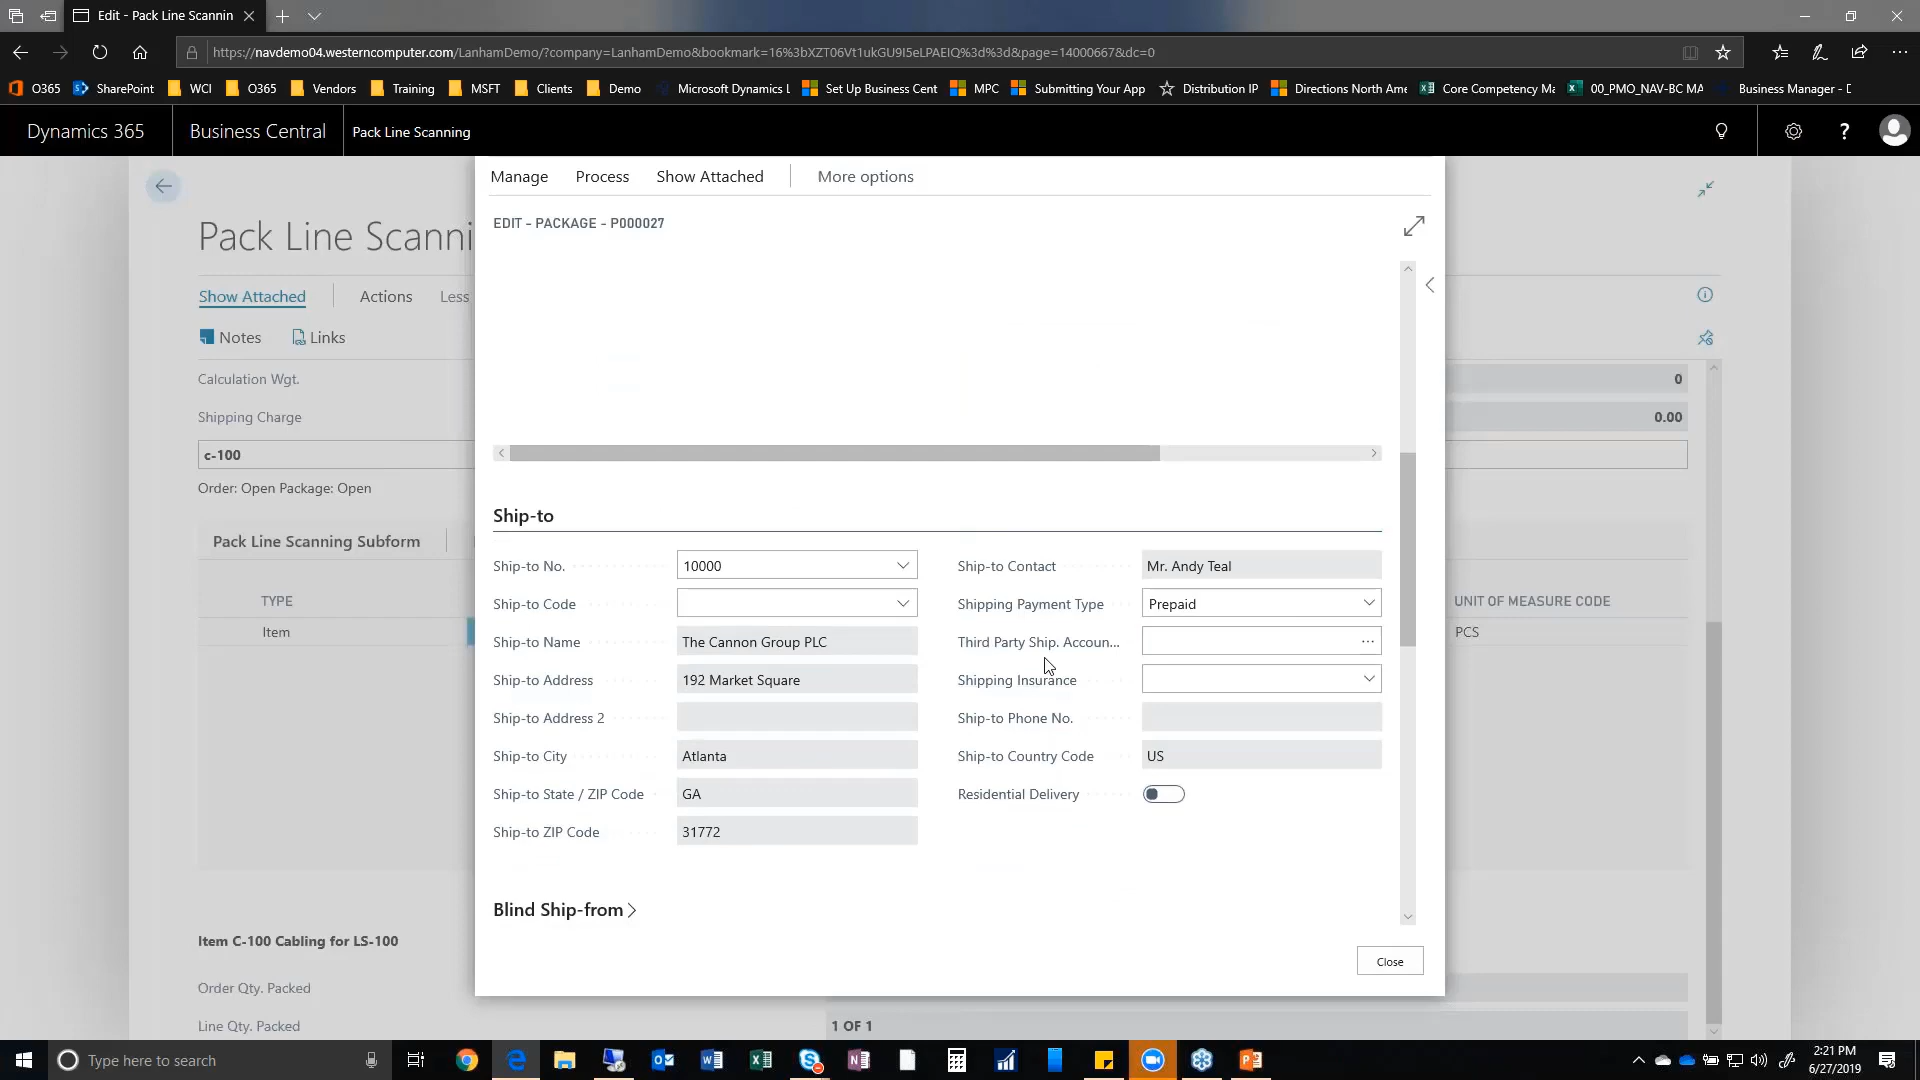 Edit - Pack Line Scannin
https://navdemo04.westerncomputer.com/LanhamDemo/?company=LanhamDemo&bookmark=16%3bXZT06Vt1ukGU9I5eLPAEIQ%3d%3d&page=14000667&dc=0
O365 SharePoint WCI O365 Vendors Training MSFT Clients Demo Microsoft Dynamics L Set Up Business Cent MPC Submitting Your App Distribution IP Directions North Ame Core Competency Ma 00_PMO_NAV-BC MA Business Manager - D
Dynamics 365 Business Central Pack Line Scanning ?
Manage Process Show Attached More options
EDIT - PACKAGE - P000027
Pack Line Scanni
Show Attached Actions Less
Notes Links
Calculation Wgt. 0
Shipping Charge 0.00
c-100
Order: Open Package: Open
Pack Line Scanning Subform
TYPE UNIT OF MEASURE CODE
Item PCS
Ship-to
Ship-to No. 10000 Ship-to Contact Mr. Andy Teal
Ship-to Code Shipping Payment Type Prepaid
Ship-to Name The Cannon Group PLC Third Party Ship. Accoun... ...
Ship-to Address 192 Market Square Shipping Insurance
Ship-to Address 2 Ship-to Phone No.
Ship-to City Atlanta Ship-to Country Code US
Ship-to State / ZIP Code GA Residential Delivery
Ship-to ZIP Code 31772
Blind Ship-from
Close
Item C-100 Cabling for LS-100
Order Qty. Packed
Line Qty. Packed 1 OF 1
Type here to search
2:21 PM
6/27/2019